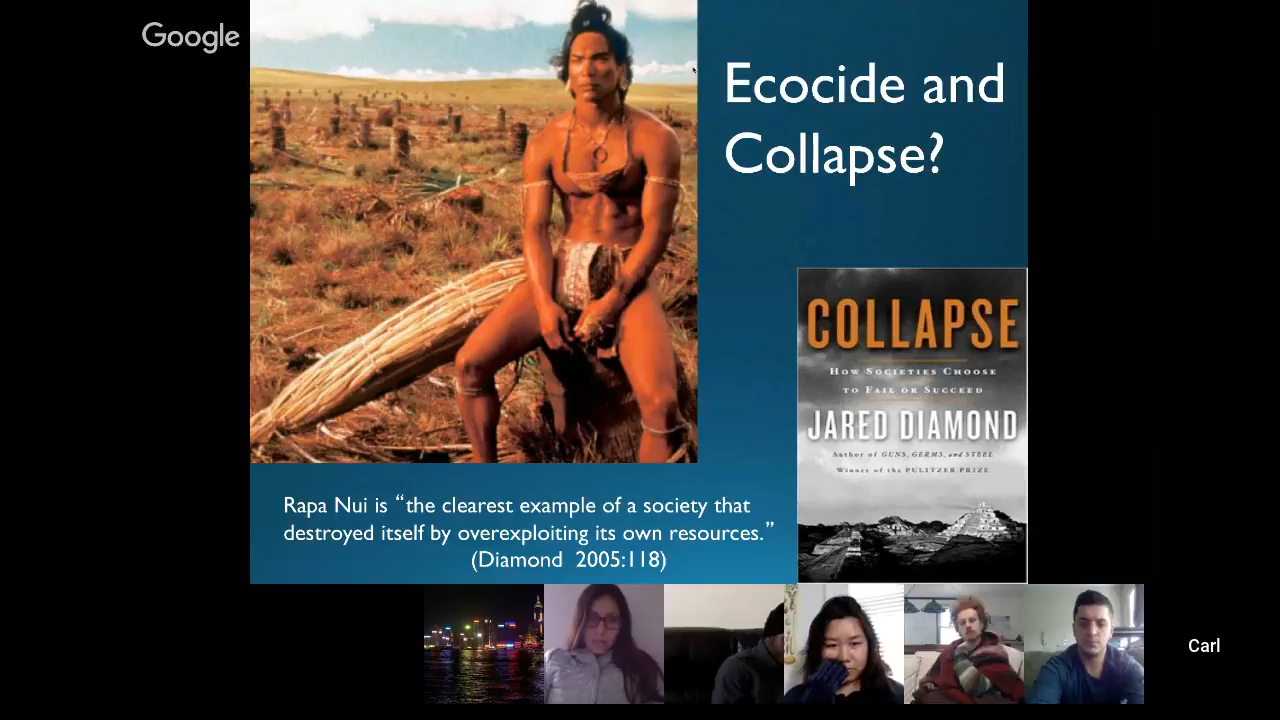 Google
Ecocide and
Collapse?
COLLAPSE
HOW SOCIETIES CHOOSE
TO FAIL OR SUCCEED
JARED DIAMOND
Author of GUNS, GERMS, and STEEL
Winner of the PULITZER PRIZE
Rapa Nui is “the clearest example of a society that
destroyed itself by overexploiting its own resources.”
(Diamond 2005:118)
Carl